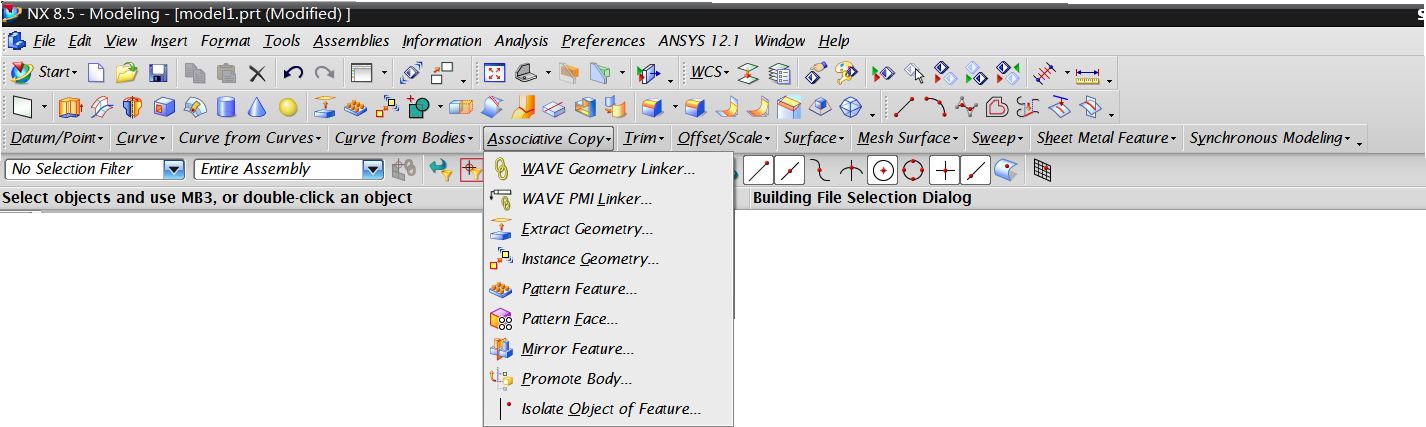 NX 8.5 - Modeling - [model1.prt (Modified) ]
File Edit View Insert Format Tools Assemblies Information Analysis Preferences ANSYS 12.1 Window Help
Start
WCS
Datum/Point Curve Curve from Curves Curve from Bodies Associative Copy Trim Offset/Scale Surface Mesh Surface Sweep Sheet Metal Feature Synchronous Modeling
No Selection Filter Entire Assembly
Select objects and use MB3, or double-click an object
Building File Selection Dialog
WAVE Geometry Linker...
WAVE PMI Linker...
Extract Geometry...
Instance Geometry...
Pattern Feature...
Pattern Face...
Mirror Feature...
Promote Body...
Isolate Object of Feature...